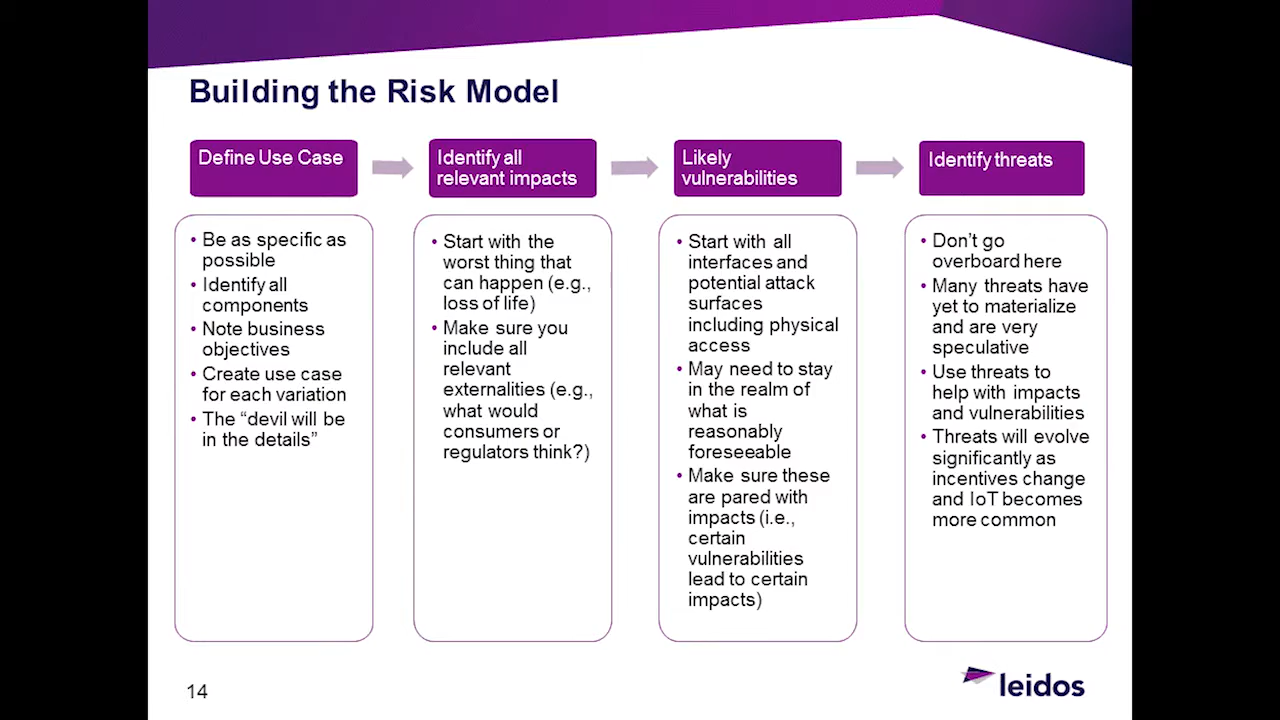 Building the Risk Model
Define Use Case
• Be as specific as
possible
• Identify all
components
• Note business
objectives
• Create use case
for each variation
• The “devil will be
in the details”
Identify all
relevant impacts
• Start with the
worst thing that
can happen (e.g.,
loss of life)
• Make sure you
include all
relevant
externalities (e.g.,
what would
consumers or
regulators think?)
Likely
vulnerabilities
• Start with all
interfaces and
potential attack
surfaces
including physical
access
• May need to stay
in the realm of
what is
reasonably
foreseeable
• Make sure these
are pared with
impacts (i.e.,
certain
vulnerabilities
lead to certain
impacts)
Identify threats
• Don’t go
overboard here
• Many threats have
yet to materialize
and are very
speculative
• Use threats to
help with impacts
and vulnerabilities
• Threats will evolve
significantly as
incentives change
and IoT becomes
more common
14
leidos